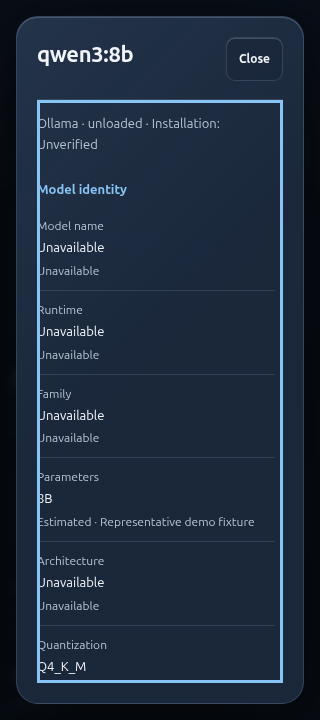 qwen3:8b
Close
Ollama · unloaded · Installation:
Unverified
Model identity
Model name
Unavailable
Unavailable
Runtime
Unavailable
Unavailable
Family
Unavailable
Unavailable
Parameters
8B
Estimated · Representative demo fixture
Architecture
Unavailable
Unavailable
Quantization
Q4_K_M